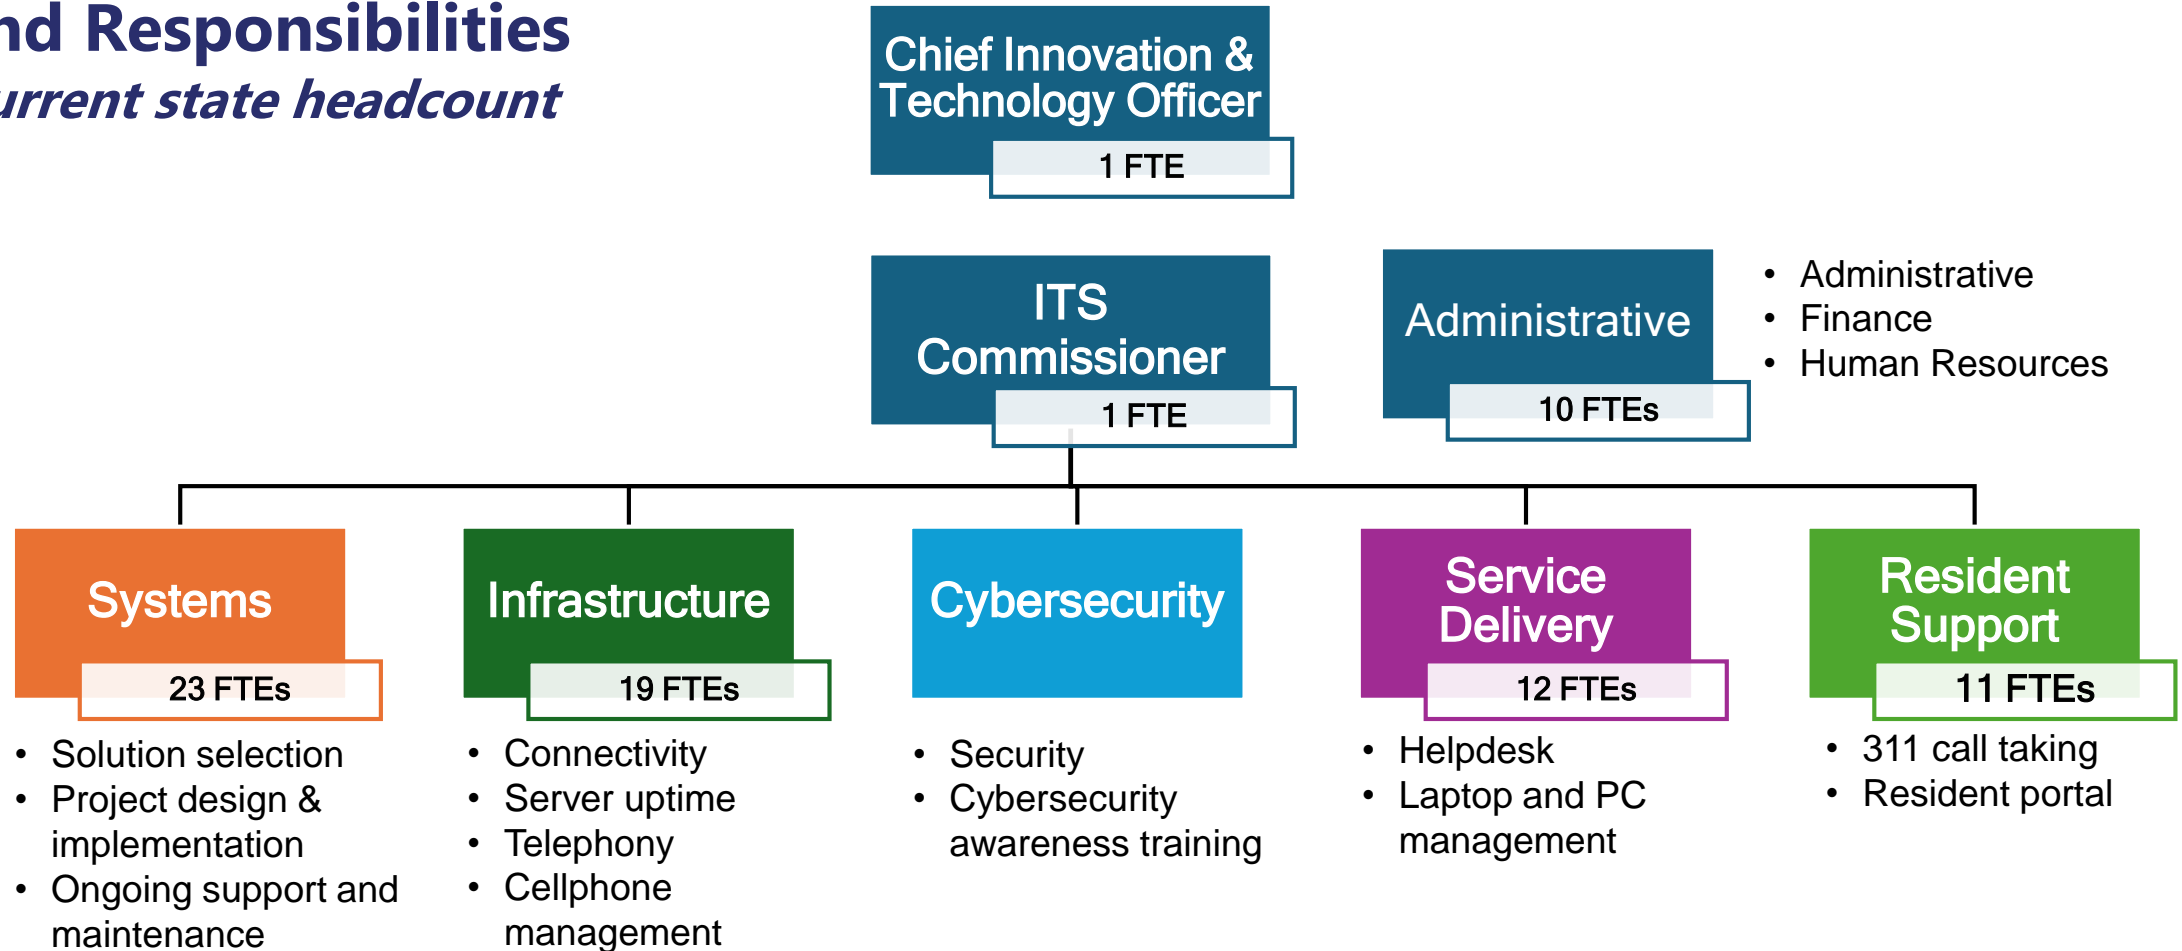 nd Responsibilities
urrent state headcount
Chief Innovation &
Technology Officer
1 FTE
ITS
Commissioner
1 FTE
Administrative
10 FTEs
• Administrative
• Finance
• Human Resources
Systems
23 FTEs
• Solution selection
• Project design &
implementation
• Ongoing support and
maintenance
Infrastructure
19 FTEs
• Connectivity
• Server uptime
• Telephony
• Cellphone
management
Cybersecurity
• Security
• Cybersecurity
awareness training
Service
Delivery
12 FTEs
• Helpdesk
• Laptop and PC
management
Resident
Support
11 FTEs
• 311 call taking
• Resident portal